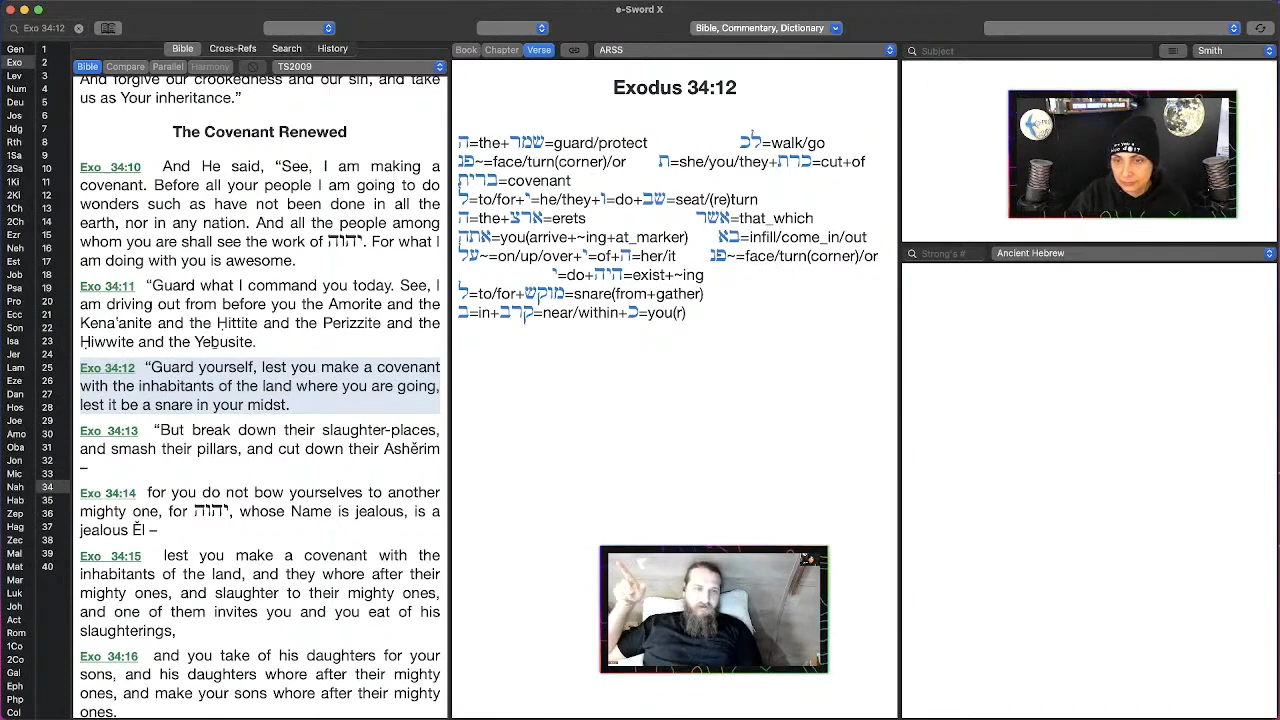 e-Sword X
Exo 34:12
Bible, Commentary, Dictionary
Bible Cross-Refs Search History
Book Chapter Verse ARSS
Subject Smith
Bible Compare Parallel Harmony TS2009
Gen
Exo
Lev
Num
Deu
Jos
Jdg
Rth
1Sa
2Sa
1Ki
2Ki
1Ch
2Ch
Ezr
Neh
Est
Job
Psa
Pro
Ecc
Son
Isa
Jer
Lam
Eze
Dan
Hos
Joe
Amo
Oba
Jon
Mic
Nah
Hab
Zep
Hag
Zec
Mal
Mat
Mar
Luk
Joh
Act
Rom
1Co
2Co
Gal
Eph
Php
Col
1
2
3
4
5
6
7
8
9
10
11
12
13
14
15
16
17
18
19
20
21
22
23
24
25
26
27
28
29
30
31
32
33
34
35
36
37
38
39
40
And forgive our crookedness and our sin, and take
us as Your inheritance.”
The Covenant Renewed
Exo 34:10 And He said, “See, I am making a
covenant. Before all your people I am going to do
wonders such as have not been done in all the
earth, nor in any nation. And all the people among
whom you are shall see the work of יהוה. For what I
am doing with you is awesome.
Exo 34:11 “Guard what I command you today. See, I
am driving out from before you the Amorite and the
Kena‛anite and the Ḥittite and the Perizzite and the
Ḥiwwite and the Yeḇusite.
Exo 34:12 “Guard yourself, lest you make a covenant
with the inhabitants of the land where you are going,
lest it be a snare in your midst.
Exo 34:13 “But break down their slaughter-places,
and smash their pillars, and cut down their Ashĕrim
–
Exo 34:14 for you do not bow yourselves to another
mighty one, for יהוה, whose Name is jealous, is a
jealous Ĕl –
Exo 34:15 lest you make a covenant with the
inhabitants of the land, and they whore after their
mighty ones, and slaughter to their mighty ones,
and one of them invites you and you eat of his
slaughterings,
Exo 34:16 and you take of his daughters for your
sons, and his daughters whore after their mighty
ones, and make your sons whore after their mighty
ones.
Exodus 34:12
ה=the+שמר=guard/protect לכ=walk/go
פנ~=face/turn(corner)/or ת=she/you/they+כרת=cut+of
ברית=covenant
ל=to/for+י=he/they+ו=do+שב=seat/(re)turn
ה=the+ארצ=erets אשר=that_which
אתה=you(arrive+~ing+at_marker) בא=infill/come_in/out
על~=on/up/over+י=of+ה=her/it פנ~=face/turn(corner)/or
י=do+היה=exist+~ing
ל=to/for+מוקש=snare(from+gather)
ב=in+קרב=near/within+כ=you(r)
Strong's # Ancient Hebrew